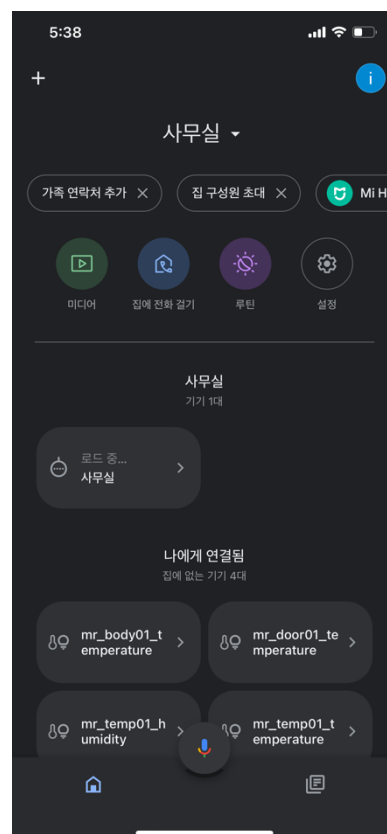 5:38
i
사무실
가족 연락처 추가
집 구성원 초대
Mi H
미디어
집에 전화 걸기
루틴
설정
사무실
기기 1대
로드 중...
사무실
나에게 연결됨
집에 없는 기기 4대
mr_body01_t
emperature
mr_door01_te
mperature
mr_temp01_h
umidity
mr_temp01_t
emperature